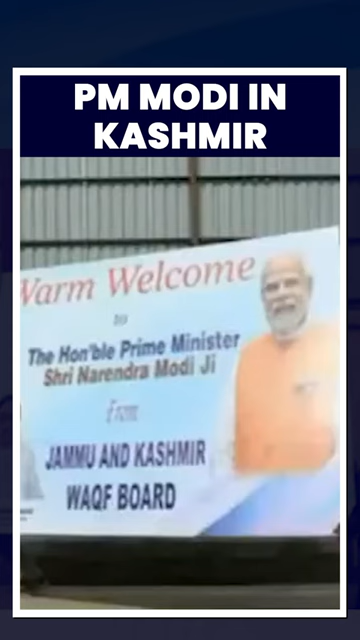 PM MODI IN
KASHMIR
Warm Welcome
to
The Hon'ble Prime Minister
Shri Narendra Modi Ji
From
JAMMU AND KASHMIR
WAQF BOARD